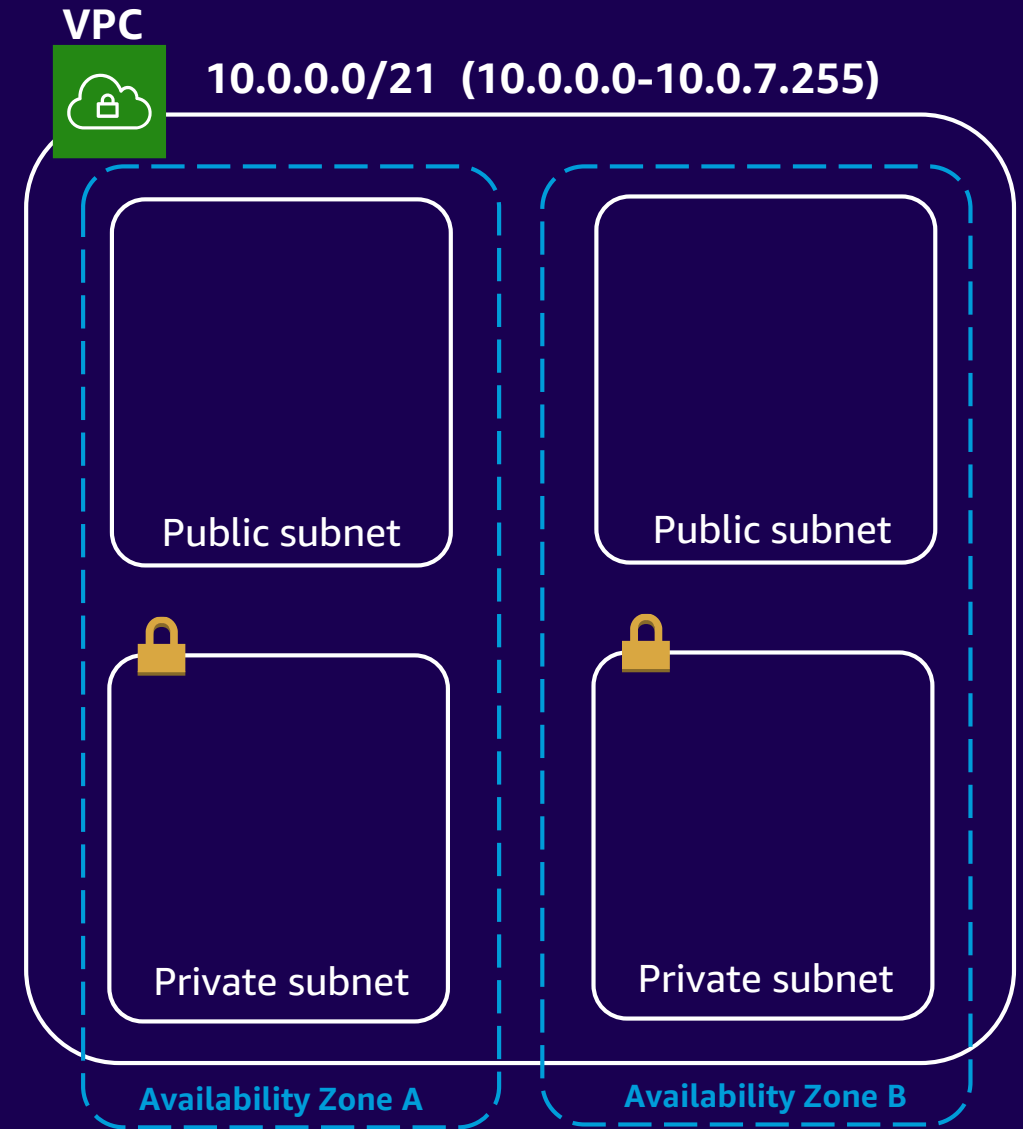 VPC
10.0.0.0/21 (10.0.0.0-10.0.7.255)
Public subnet
Public subnet
Private subnet
Private subnet
Availability Zone A
Availability Zone B